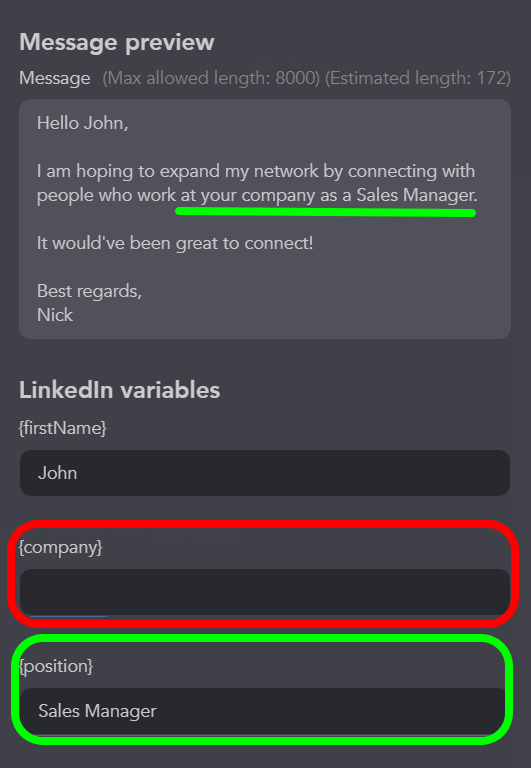 Message preview
Message (Max allowed length: 8000) (Estimated length: 172)
Hello John,
I am hoping to expand my network by connecting with
people who work at your company as a Sales Manager.
It would've been great to connect!
Best regards,
Nick
LinkedIn variables
{firstName}
John
{company}
{position}
Sales Manager